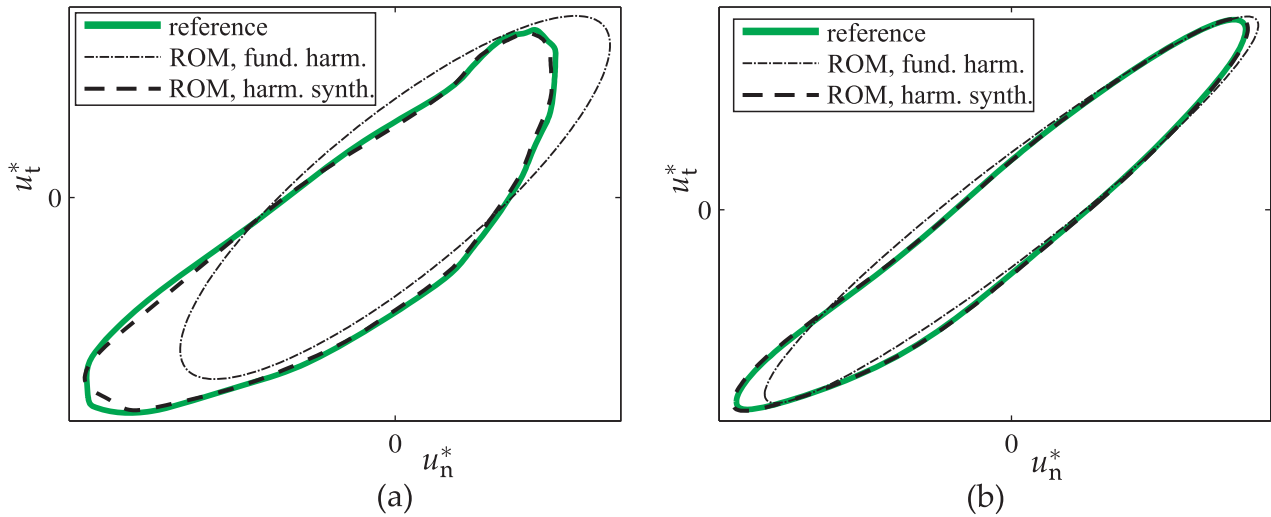 reference
ROM, fund. harm.
ROM, harm. synth.
u*t
0
0
u*n
(a)
reference
ROM, fund. harm.
ROM, harm. synth.
u*t
0
0
u*n
(b)